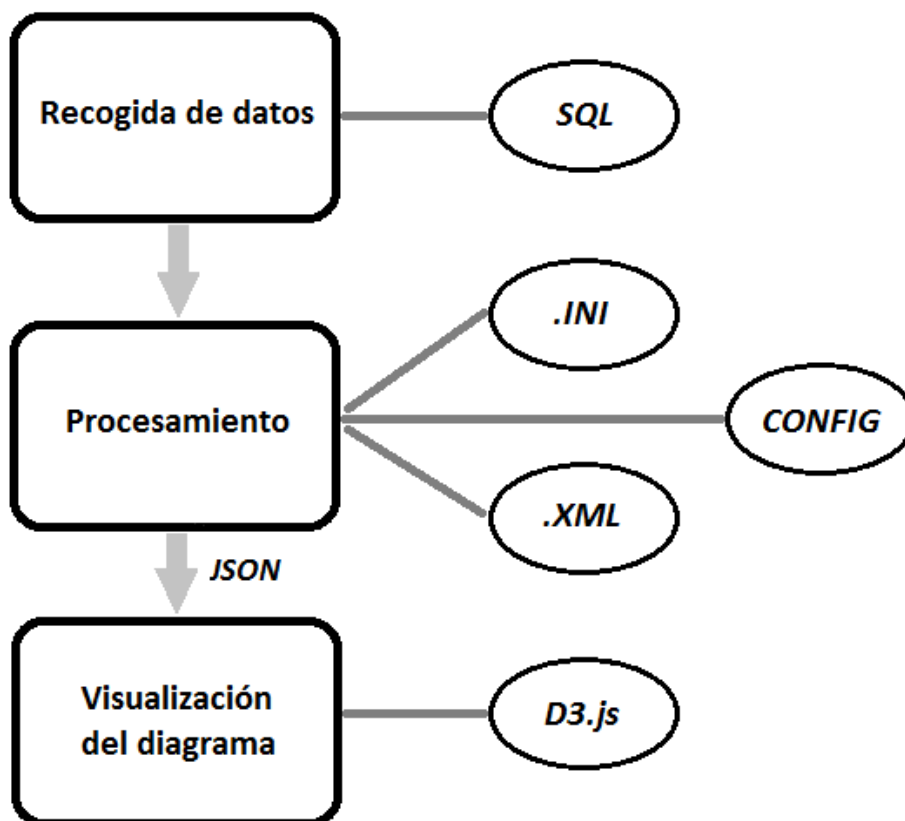 Recogida de datos
SQL
.INI
Procesamiento
CONFIG
.XML
JSON
Visualización
del diagrama
D3.js